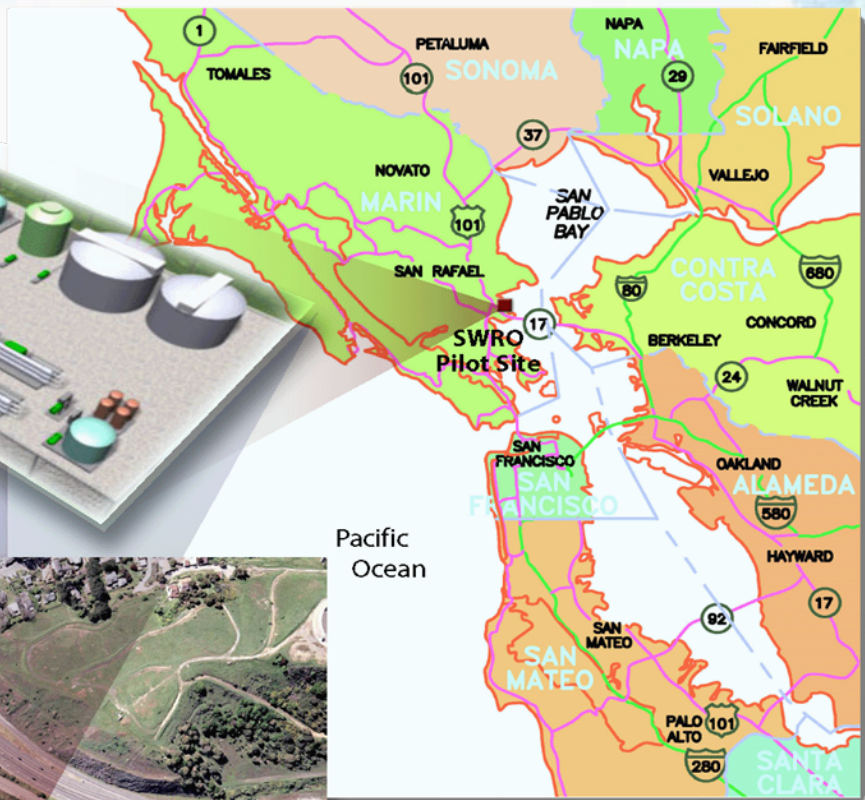 1
TOMALES
PETALUMA
101
SONOMA
NAPA
NAPA
29
FAIRFIELD
SOLANO
37
NOVATO
MARIN
101
SAN
PABLO
BAY
VALLEJO
SAN RAFAEL
80
CONTRA
COSTA
680
17
SWRO
Pilot Site
CONCORD
BERKELEY
24
WALNUT
CREEK
SAN
FRANCISCO
SAN
FRANCISCO
OAKLAND
ALAMEDA
580
Pacific
Ocean
HAYWARD
17
92
SAN
MATEO
SAN
MATEO
PALO
ALTO
101
280
SANTA
CLARA